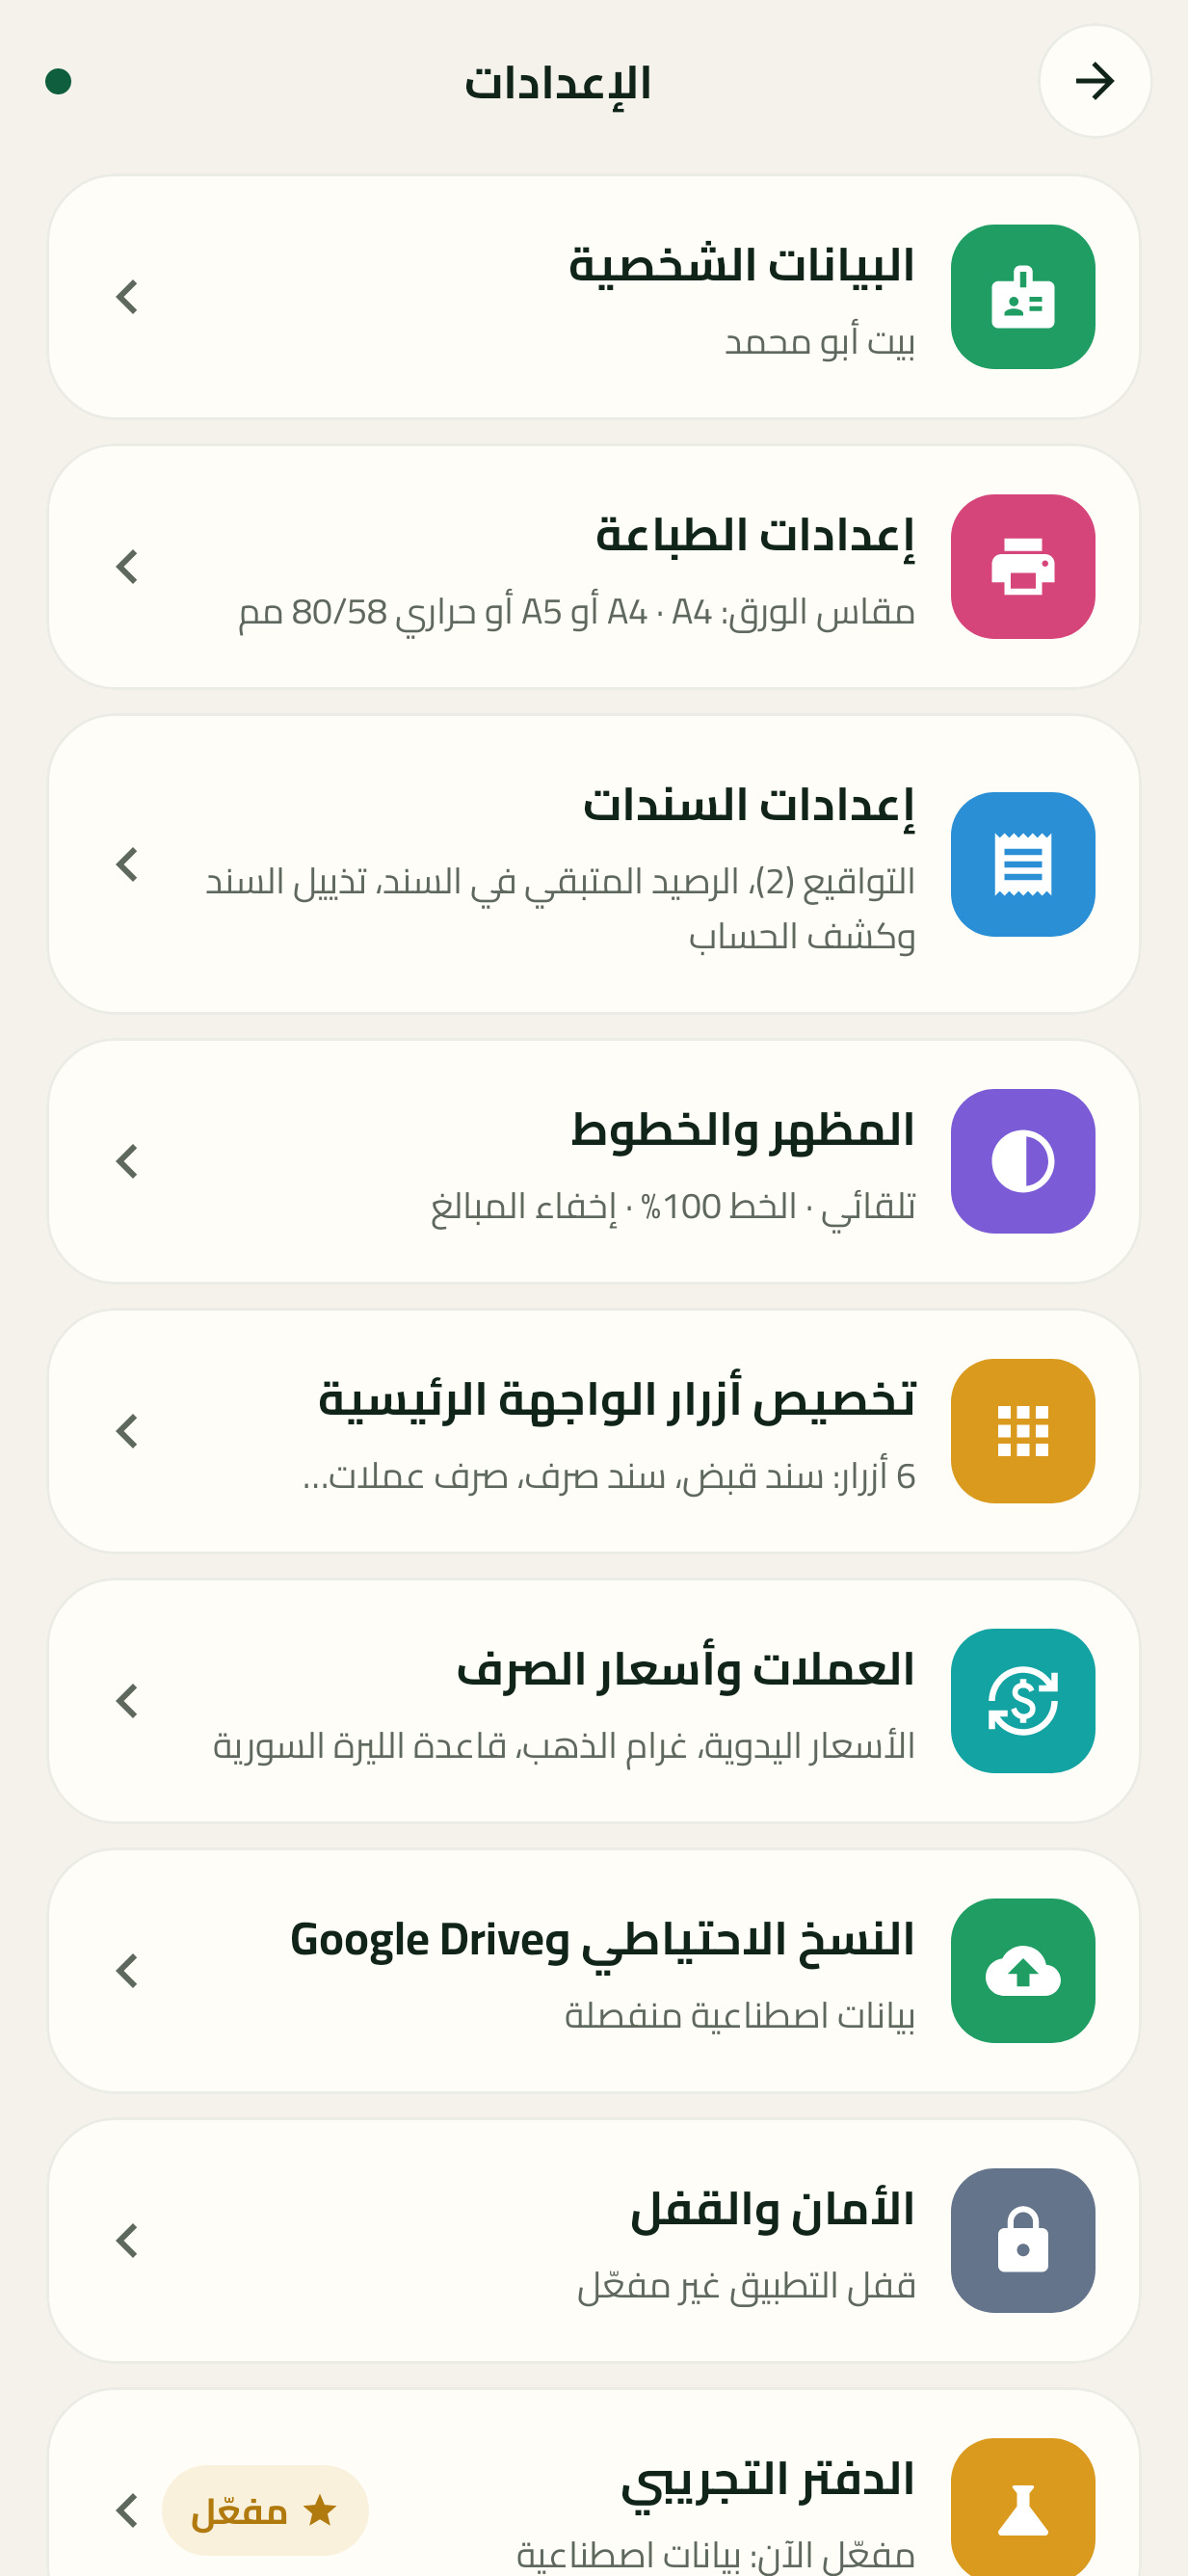 الإعدادات
البيانات الشخصية
بيت أبو محمد
إعدادات الطباعة
مقاس الورق: A4 · A4 أو A5 أو حراري 80/58 مم
إعدادات السندات
التواقيع (2)، الرصيد المتبقي في السند، تذييل السند
وكشف الحساب
المظهر والخطوط
تلقائي · الخط 100% · إخفاء المبالغ
تخصيص أزرار الواجهة الرئيسية
6 أزرار: سند قبض، سند صرف، صرف عملات...
العملات وأسعار الصرف
الأسعار اليدوية، غرام الذهب، قاعدة الليرة السورية
النسخ الاحتياطي وGoogle Drive
بيانات اصطناعية منفصلة
الأمان والقفل
قفل التطبيق غير مفعّل
الدفتر التجريبي
مفعّل
مفعّل الآن: بيانات اصطناعية